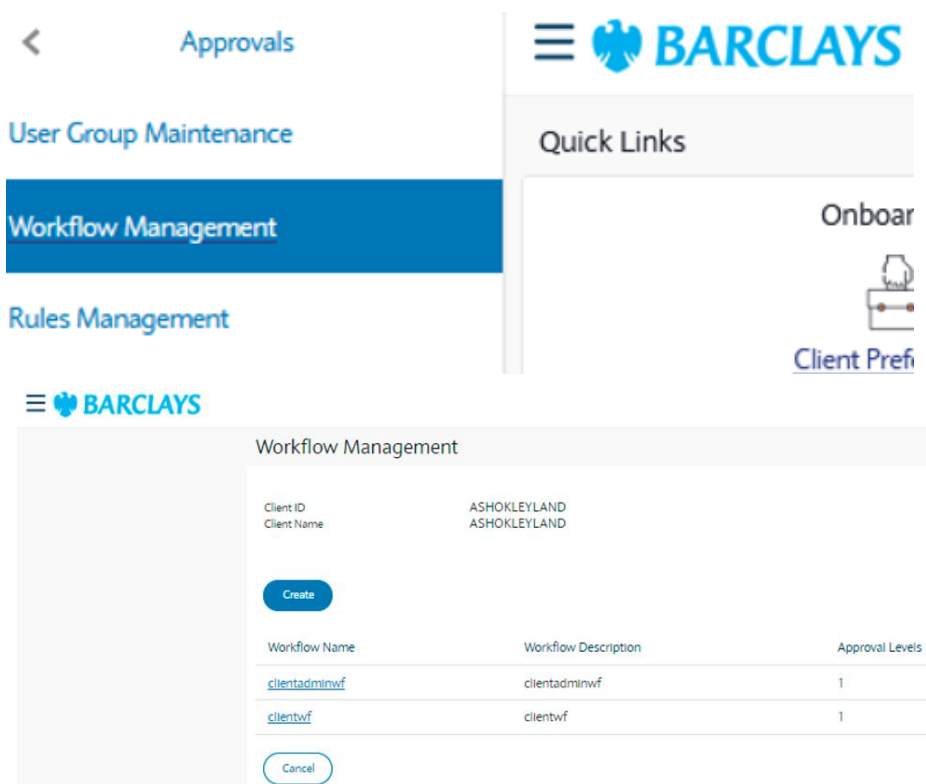 Approvals
BARCLAYS
User Group Maintenance
Quick Links
Workflow Management
Onboar
Rules Management
Client Pref
BARCLAYS
Workflow Management
Client ID ASHOKLEYLAND
Client Name ASHOKLEYLAND
Create
Workflow Name Workflow Description Approval Levels
clientadminwf clientadminwf 1
clientwf clientwf 1
Cancel